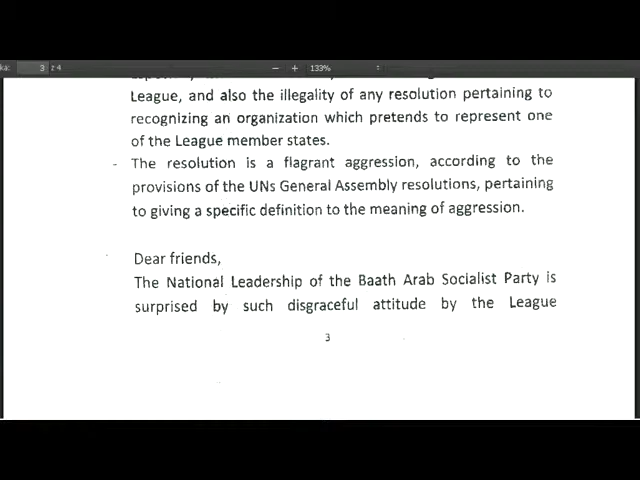 3 z 4
133%
League, and also the illegality of any resolution pertaining to
recognizing an organization which pretends to represent one
of the League member states.
- The resolution is a flagrant aggression, according to the
provisions of the UNs General Assembly resolutions, pertaining
to giving a specific definition to the meaning of aggression.
Dear friends,
The National Leadership of the Baath Arab Socialist Party is
surprised by such disgraceful attitude by the League
3